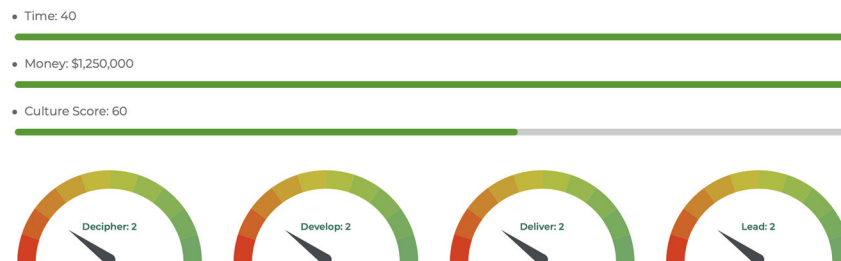 Time: 40
Money: $1,250,000
Culture Score: 60
Decipher: 2
Develop: 2
Deliver: 2
Lead: 2